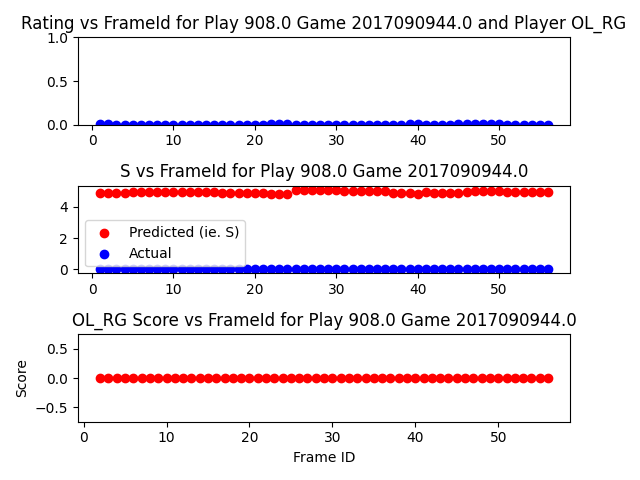 Rating vs FrameId for Play 908.0 Game 2017090944.0 and Player OL_RG
1.0
0.5
0.0
0 10 20 30 40 50
S vs FrameId for Play 908.0 Game 2017090944.0
4
2
0
Predicted (ie. S)
Actual
0 10 20 30 40 50
OL_RG Score vs FrameId for Play 908.0 Game 2017090944.0
Score
0.5
0.0
−0.5
0 10 20 30 40 50
Frame ID